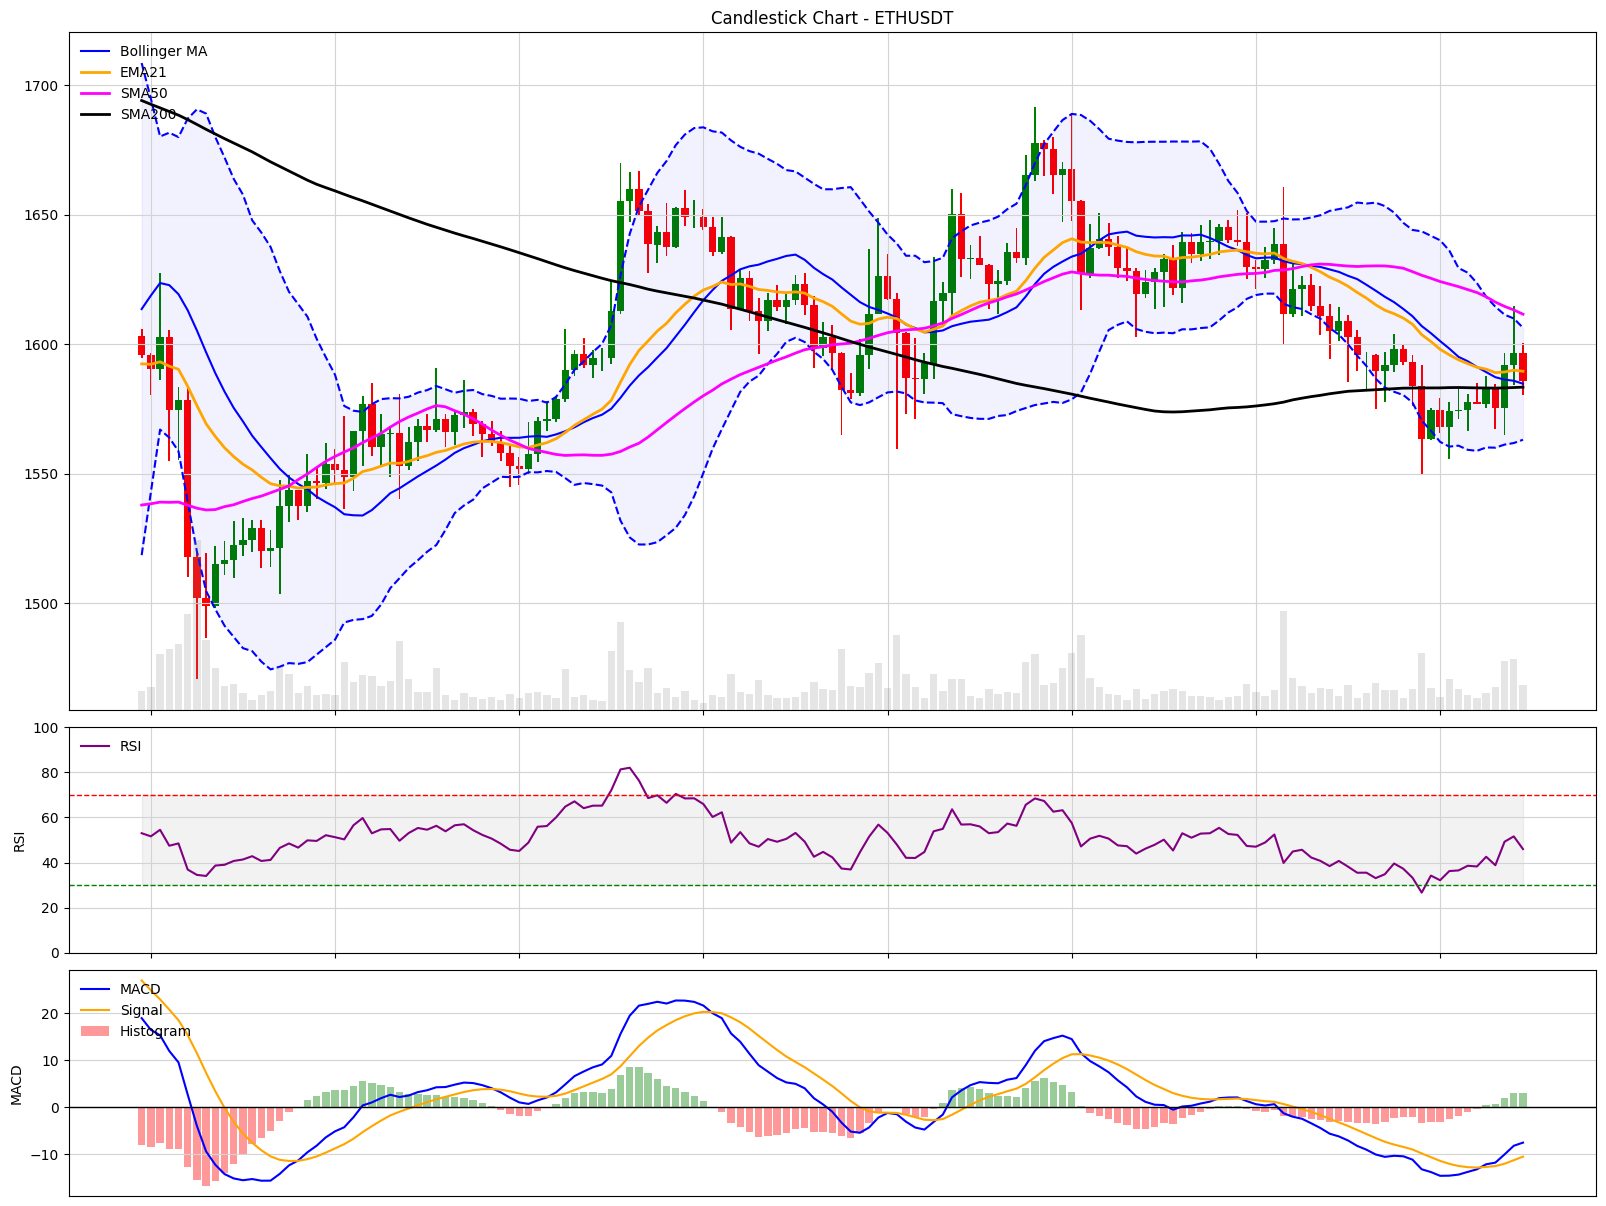 Candlestick Chart - ETHUSDT
Bollinger MA
EMA21
SMA50
SMA200
1700
1650
1600
1550
1500
RSI
100
80
60
40
20
0
RSI
MACD
Signal
Histogram
20
10
0
−10
MACD